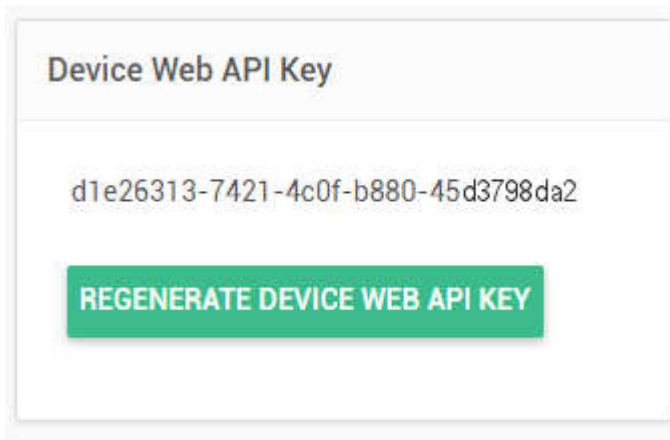 Device Web API Key
d1e26313-7421-4c0f-b880-45d3798da2
REGENERATE DEVICE WEB API KEY